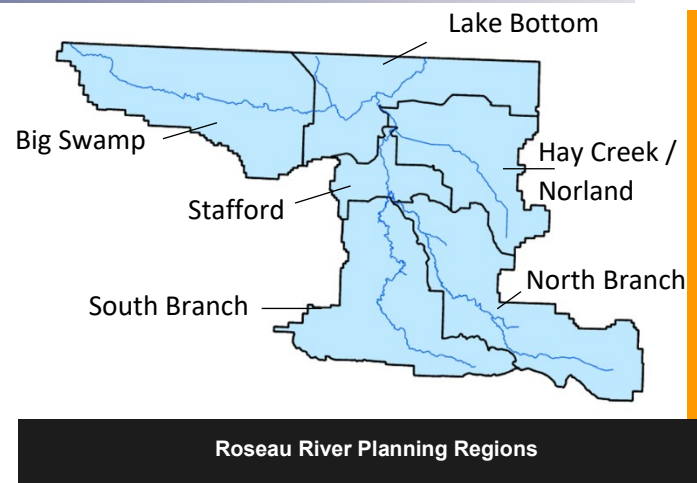 Lake Bottom
Big Swamp
Hay Creek /
Norland
Stafford
North Branch
South Branch
Roseau River Planning Regions